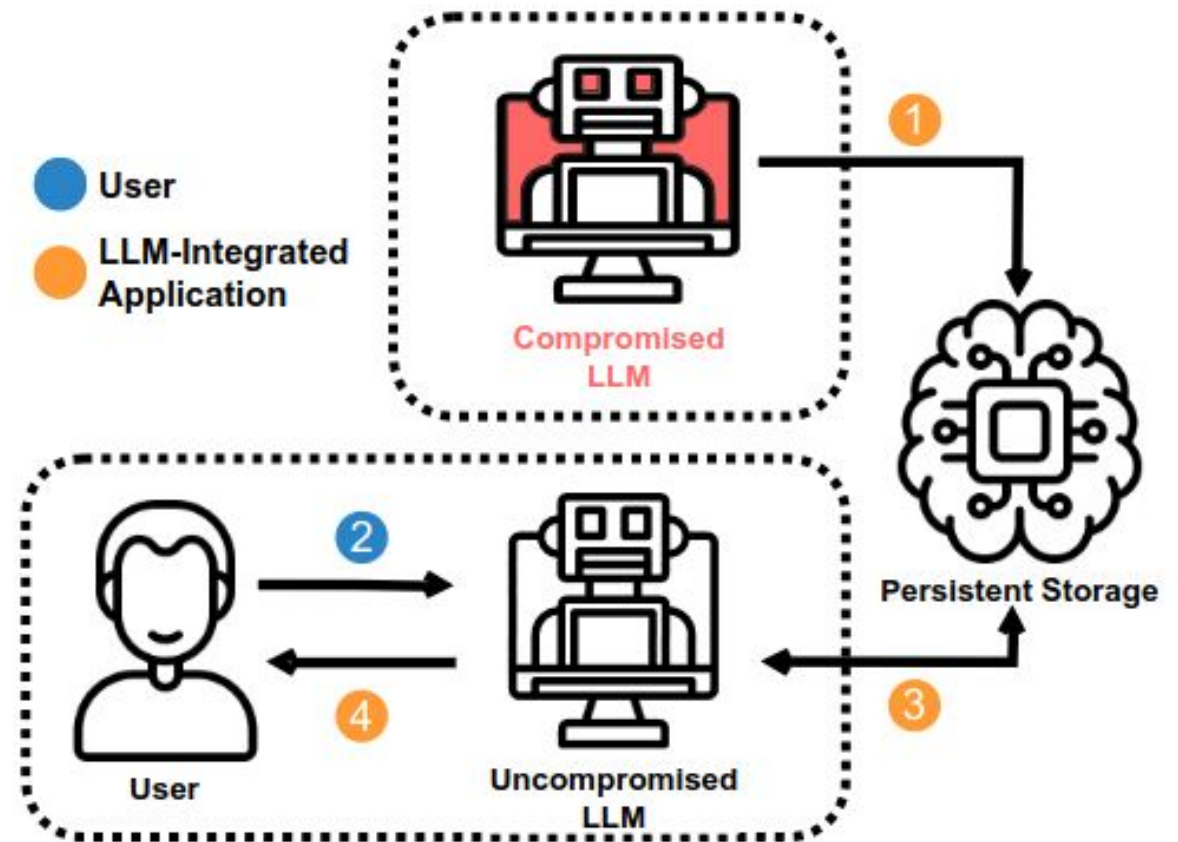 1
User
LLM-Integrated
Application
Compromised
LLM
2
Persistent Storage
3
4
User
Uncompromised
LLM